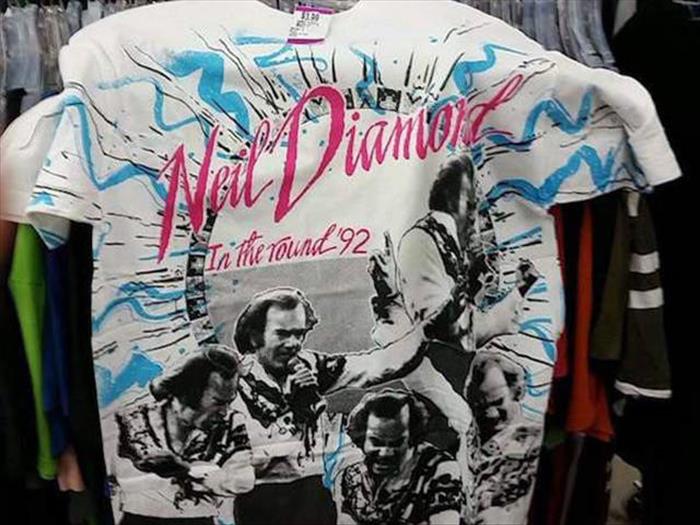 $3.99
Neil Diamond
In the round '92